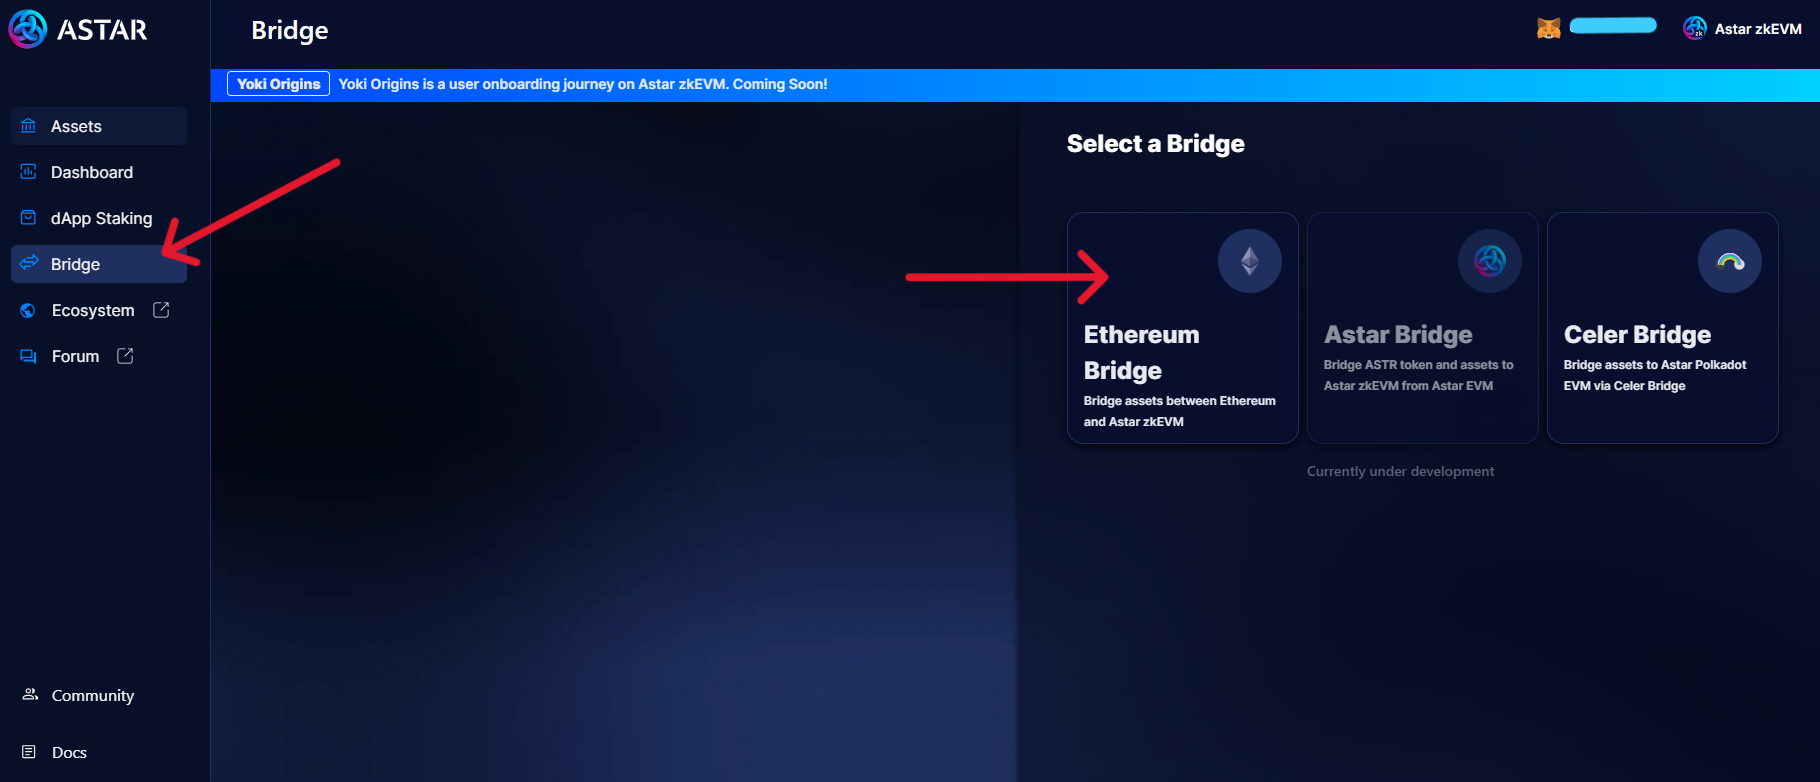 ASTAR
Bridge
Astar zkEVM
Yoki Origins
Yoki Origins is a user onboarding journey on Astar zkEVM. Coming Soon!
Assets
Dashboard
dApp Staking
Bridge
Ecosystem
Forum
Community
Docs
Select a Bridge
Ethereum
Bridge
Bridge assets between Ethereum
and Astar zkEVM
Astar Bridge
Bridge ASTR token and assets to
Astar zkEVM from Astar EVM
Currently under development
Celer Bridge
Bridge assets to Astar Polkadot
EVM via Celer Bridge